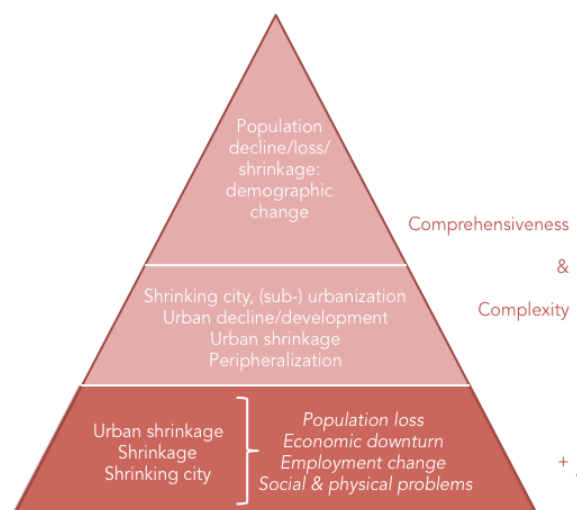 Population
decline/loss/
shrinkage:
demographic
change
Comprehensiveness
&
Complexity
Shrinking city, (sub-) urbanization
Urban decline/development
Urban shrinkage
Peripheralization
Urban shrinkage
Shrinkage
Shrinking city
Population loss
Economic downturn
Employment change
Social & physical problems
+